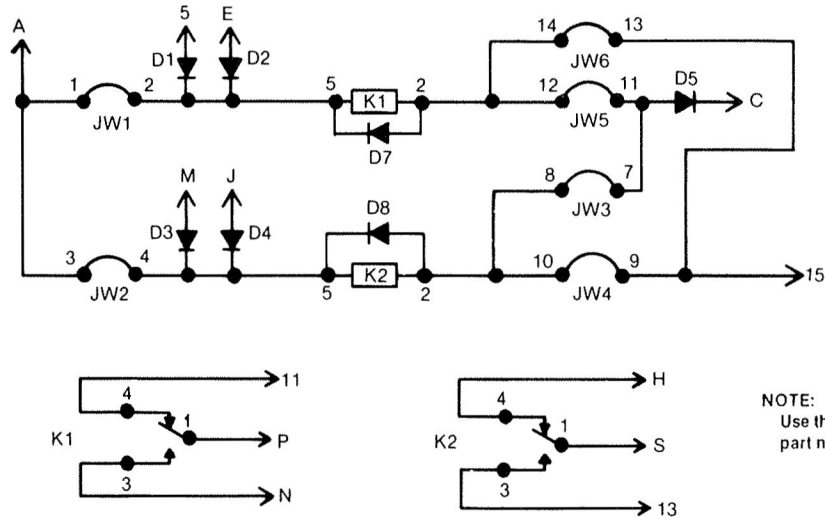 A
5 E
D1 D2
1 2
JW1
5 K1 2
D7
14 13
JW6
12 11 D5
JW5
C
M J
D3 D4
D8
8 7
JW3
3 4
JW2
5 K2 2
10 9
JW4
15
11
4
K1 1 P
3
N
H
4
K2 1 S
3
13
NOTE:
Use th
part n